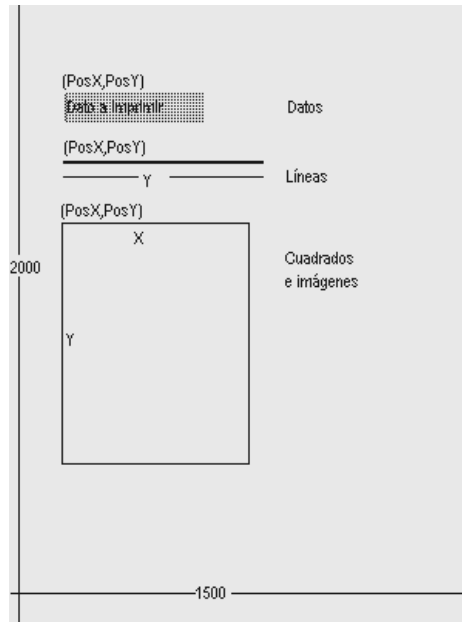 (PosX,PosY)
Dato a Imprimir
Datos
(PosX,PosY)
Y
Líneas
(PosX,PosY)
X
Cuadrados
e imágenes
2000
Y
1500